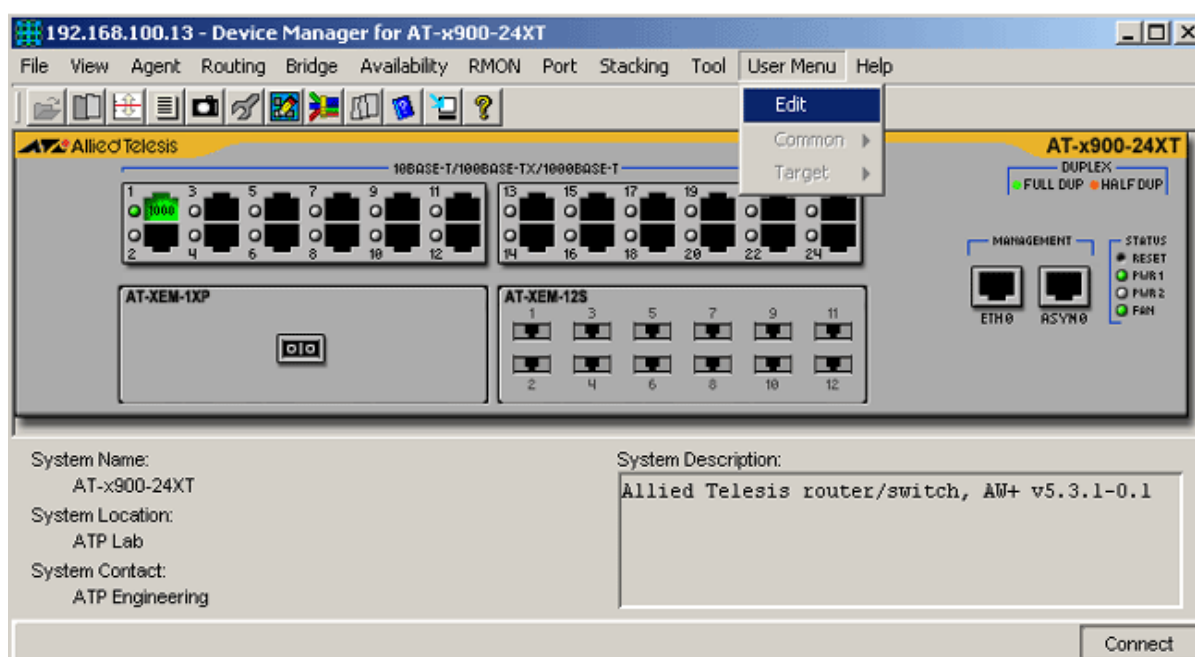 192.168.100.13 - Device Manager for AT-x900-24XT
File View Agent Routing Bridge Availability RMON Port Stacking Tool User Menu Help
Edit
Common
Target
Allied Telesis
AT-x900-24XT
10BASE-T/100BASE-TX/1000BASE-T
DUPLEX
FULL DUP HALF DUP
1 3 5 7 9 11 13 15 17 19
1000
2 4 6 8 10 12 14 16 18 20 22 24
MANAGEMENT
ETH0 ASYN0
STATUS
RESET
PWR1
PWR2
FAN
AT-XEM-1XP
AT-XEM-12S
1 3 5 7 9 11
2 4 6 8 10 12
System Name:
AT-x900-24XT
System Location:
ATP Lab
System Contact:
ATP Engineering
System Description:
Allied Telesis router/switch, AW+ v5.3.1-0.1
Connect